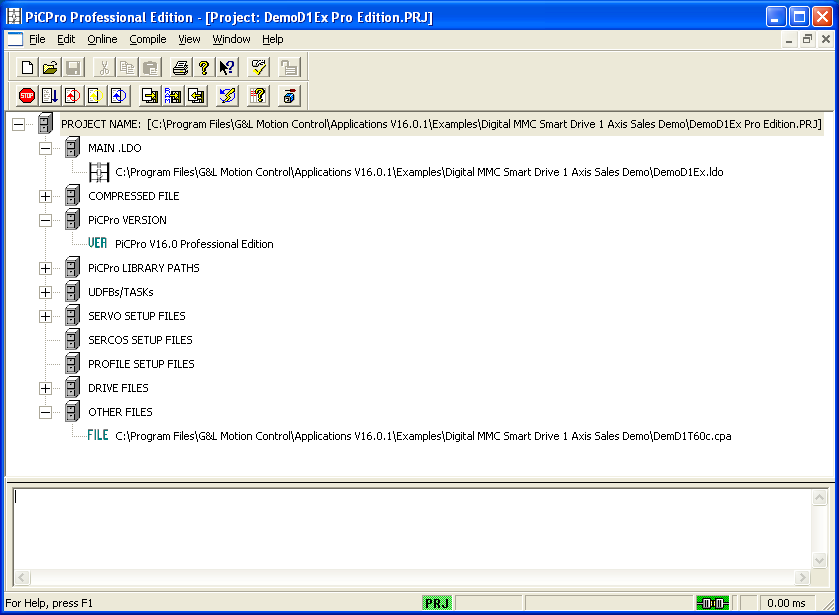 PiCPro Professional Edition - [Project: DemoD1Ex Pro Edition.PRJ]
File Edit Online Compile View Window Help
STOP
PROJECT NAME: [C:\Program Files\G&L Motion Control\Applications V16.0.1\Examples\Digital MMC Smart Drive 1 Axis Sales Demo\DemoD1Ex Pro Edition.PRJ]
MAIN .LDO
C:\Program Files\G&L Motion Control\Applications V16.0.1\Examples\Digital MMC Smart Drive 1 Axis Sales Demo\DemoD1Ex.ldo
COMPRESSED FILE
PiCPro VERSION
VER PiCPro V16.0 Professional Edition
PiCPro LIBRARY PATHS
UDFBs/TASKs
SERVO SETUP FILES
SERCOS SETUP FILES
PROFILE SETUP FILES
DRIVE FILES
OTHER FILES
FILE C:\Program Files\G&L Motion Control\Applications V16.0.1\Examples\Digital MMC Smart Drive 1 Axis Sales Demo\DemD1T60c.cpa
For Help, press F1 PRJ 0.00 ms